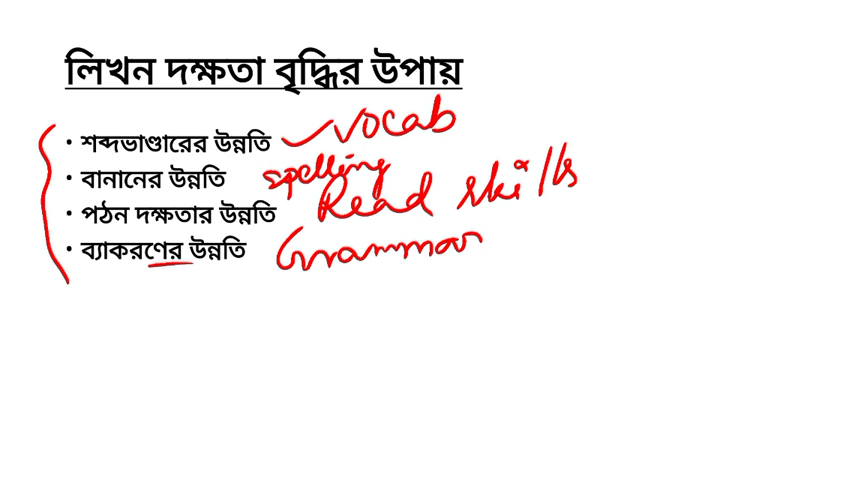 লিখন দক্ষতা বৃদ্ধির উপায়
• শব্দভাণ্ডারের উন্নতি vocab
• বানানের উন্নতি spelling
• পঠন দক্ষতার উন্নতি Read skills
• ব্যাকরণের উন্নতি Grammar